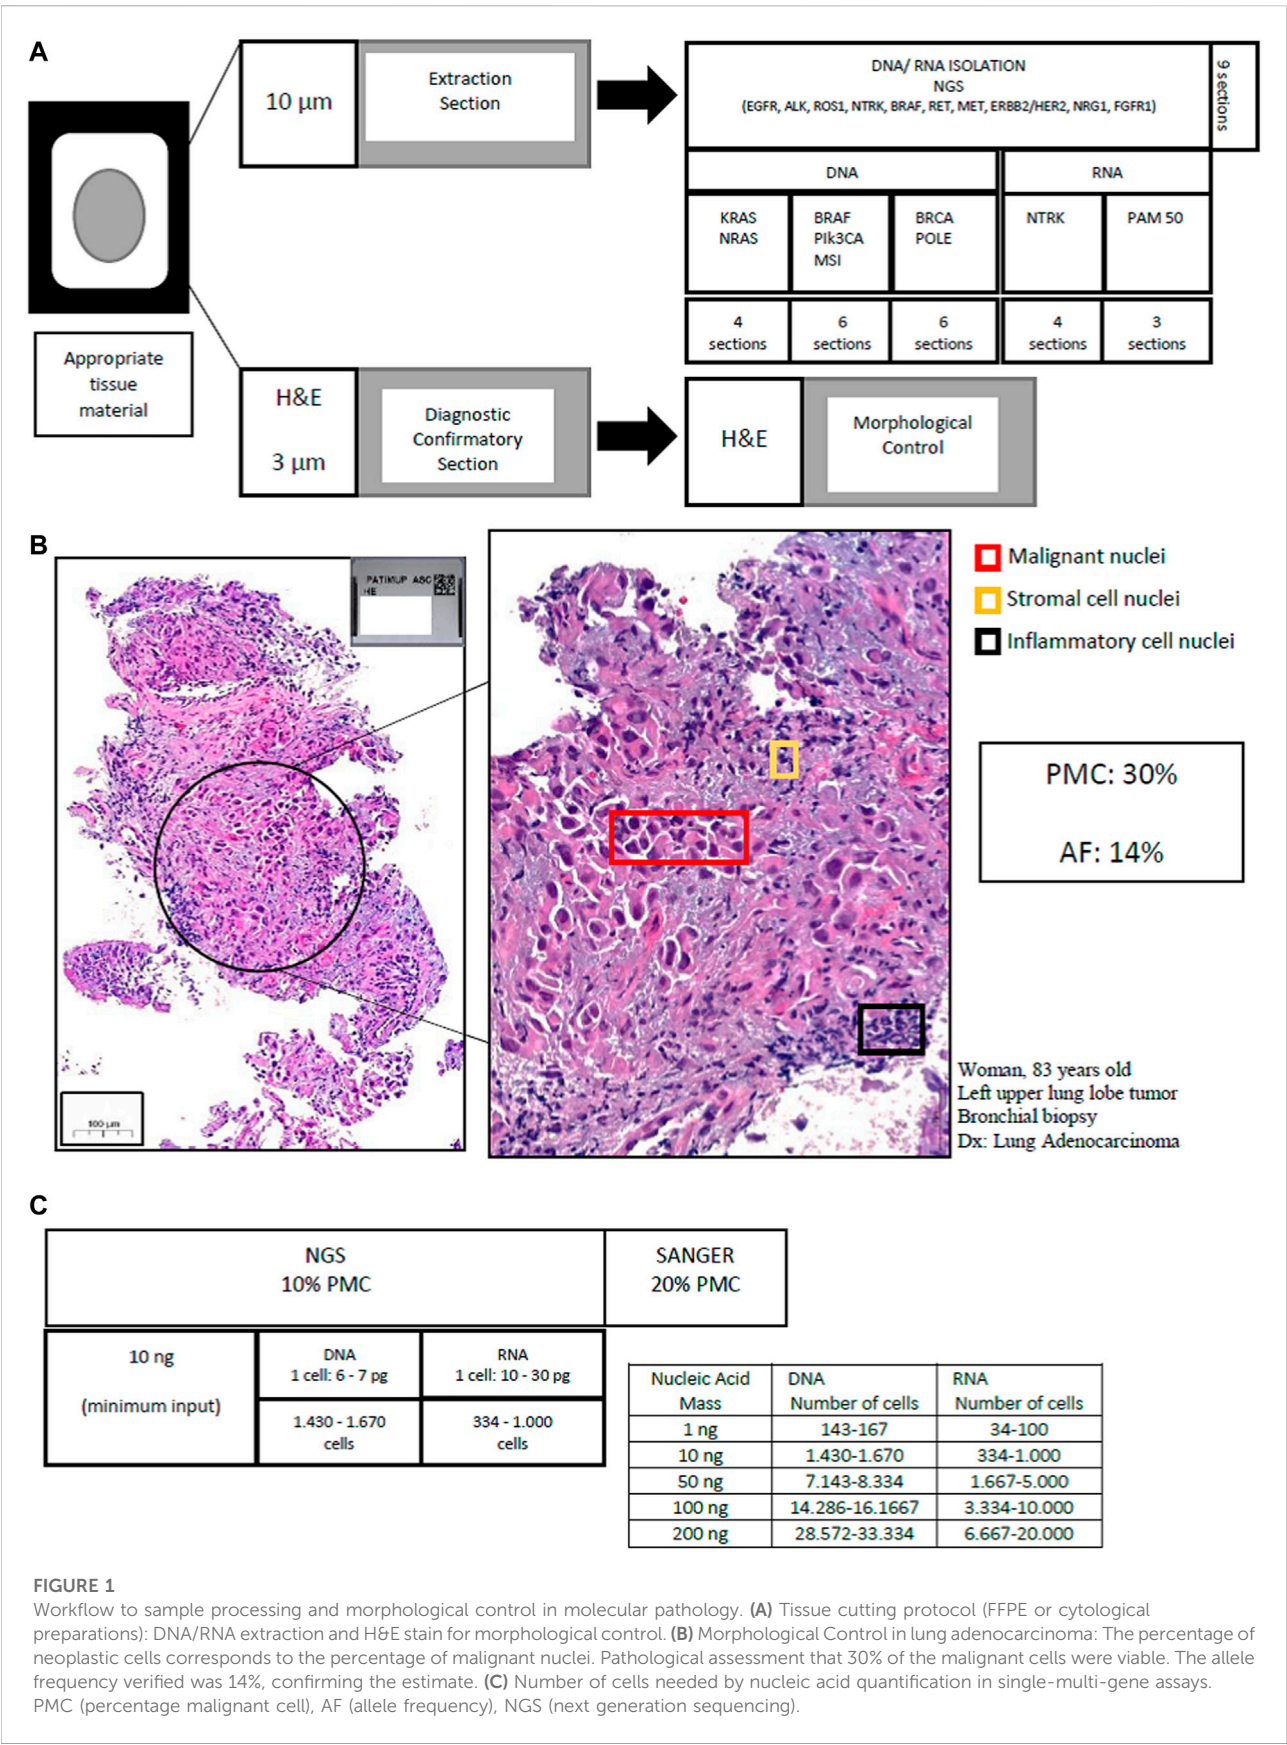 A
10 µm
Extraction
Section
DNA/ RNA ISOLATION
NGS
(EGFR, ALK, ROS1, NTRK, BRAF, RET, MET, ERBB2/HER2, NRG1, FGFR1)
9 sections
DNA
RNA
KRAS
NRAS
BRAF
PIk3CA
MSI
BRCA
POLE
NTRK
PAM 50
4
sections
6
sections
6
sections
4
sections
3
sections
Appropriate
tissue
material
H&E
3 µm
Diagnostic
Confirmatory
Section
H&E
Morphological
Control
B
PATIMUP ASC
HE
100 µm
Malignant nuclei
Stromal cell nuclei
Inflammatory cell nuclei
PMC: 30%
AF: 14%
Woman, 83 years old
Left upper lung lobe tumor
Bronchial biopsy
Dx: Lung Adenocarcinoma
C
NGS
10% PMC
SANGER
20% PMC
10 ng
(minimum input)
DNA
1 cell: 6 - 7 pg
RNA
1 cell: 10 - 30 pg
1.430 - 1.670
cells
334 - 1.000
cells
Nucleic Acid Mass DNA Number of cells RNA Number of cells
1 ng 143-167 34-100
10 ng 1.430-1.670 334-1.000
50 ng 7.143-8.334 1.667-5.000
100 ng 14.286-16.1667 3.334-10.000
200 ng 28.572-33.334 6.667-20.000
FIGURE 1
Workflow to sample processing and morphological control in molecular pathology. (A) Tissue cutting protocol (FFPE or cytological
preparations): DNA/RNA extraction and H&E stain for morphological control. (B) Morphological Control in lung adenocarcinoma: The percentage of
neoplastic cells corresponds to the percentage of malignant nuclei. Pathological assessment that 30% of the malignant cells were viable. The allele
frequency verified was 14%, confirming the estimate. (C) Number of cells needed by nucleic acid quantification in single-multi-gene assays.
PMC (percentage malignant cell), AF (allele frequency), NGS (next generation sequencing).